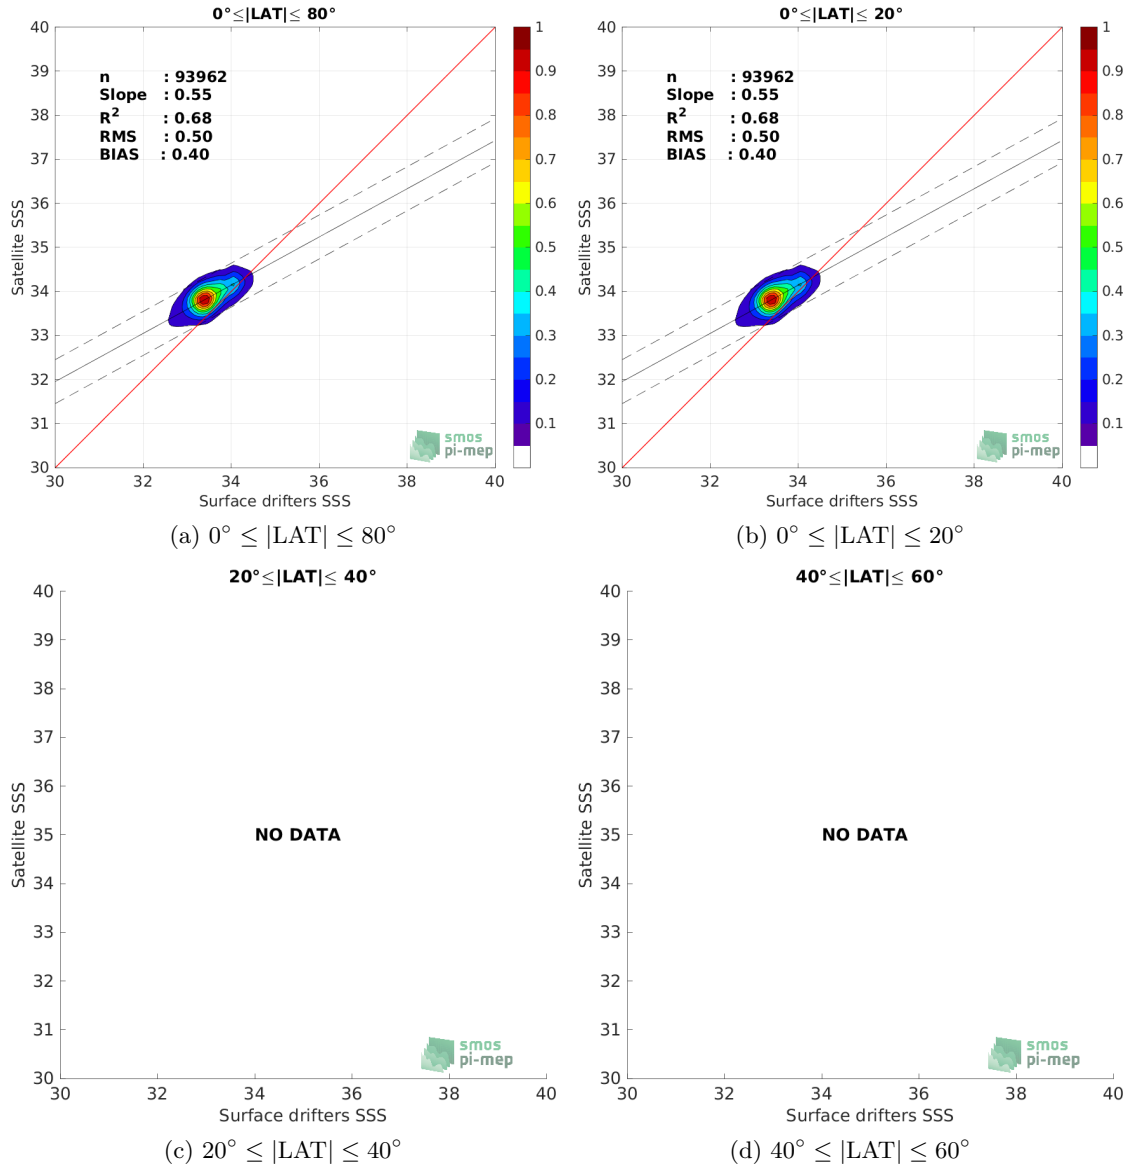 0°≤|LAT|≤ 80°
n : 93962
Slope : 0.55
R² : 0.68
RMS : 0.50
BIAS : 0.40
40
39
38
37
36
35
34
33
32
31
30
Satellite SSS
30 32 34 36 38 40
Surface drifters SSS
1
0.9
0.8
0.7
0.6
0.5
0.4
0.3
0.2
0.1
smos
pi-mep
(a) 0° ≤ |LAT| ≤ 80°
0°≤|LAT|≤ 20°
n : 93962
Slope : 0.55
R² : 0.68
RMS : 0.50
BIAS : 0.40
40
39
38
37
36
35
34
33
32
31
30
Satellite SSS
30 32 34 36 38 40
Surface drifters SSS
1
0.9
0.8
0.7
0.6
0.5
0.4
0.3
0.2
0.1
smos
pi-mep
(b) 0° ≤ |LAT| ≤ 20°
20°≤|LAT|≤ 40°
40
39
38
37
36
35
34
33
32
31
30
Satellite SSS
NO DATA
smos
pi-mep
30 32 34 36 38 40
Surface drifters SSS
(c) 20° ≤ |LAT| ≤ 40°
40°≤|LAT|≤ 60°
40
39
38
37
36
35
34
33
32
31
30
Satellite SSS
NO DATA
smos
pi-mep
30 32 34 36 38 40
Surface drifters SSS
(d) 40° ≤ |LAT| ≤ 60°